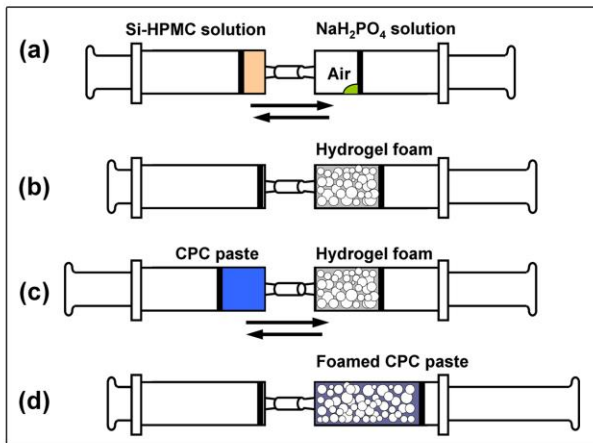 (a)
Si-HPMC solution
NaH₂PO₄ solution
Air
(b)
Hydrogel foam
(c)
CPC paste
Hydrogel foam
(d)
Foamed CPC paste